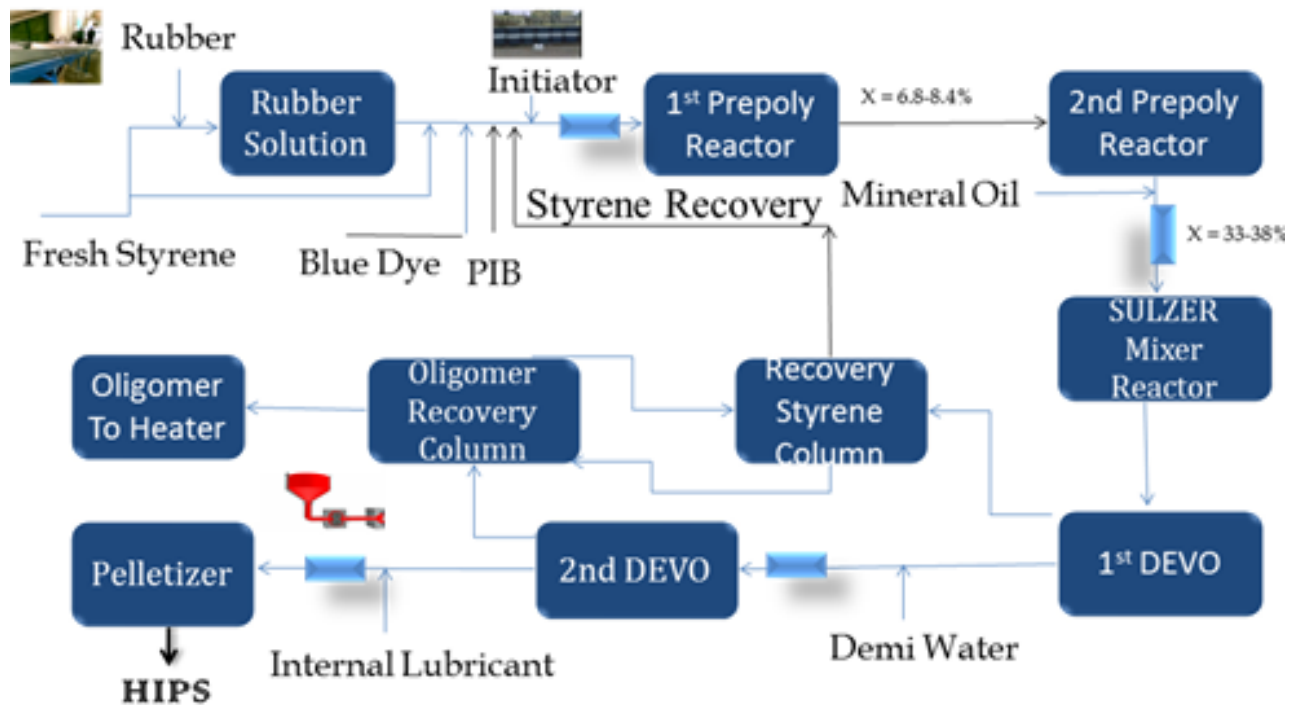 Rubber
Initiator
Rubber
Solution
1st Prepoly
Reactor
X = 6.8-8.4%
2nd Prepoly
Reactor
Fresh Styrene
Blue Dye
PIB
Styrene Recovery
Mineral Oil
X = 33-38%
SULZER
Mixer
Reactor
Oligomer
To Heater
Oligomer
Recovery
Column
Recovery
Styrene
Column
Pelletizer
2nd DEVO
1st DEVO
Internal Lubricant
Demi Water
HIPS